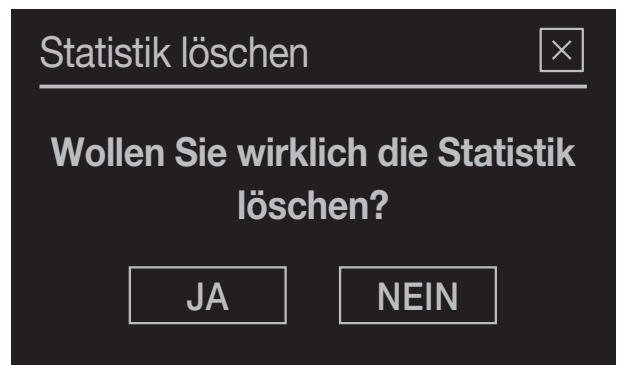 Statistik löschen
Wollen Sie wirklich die Statistik
löschen?
JA NEIN